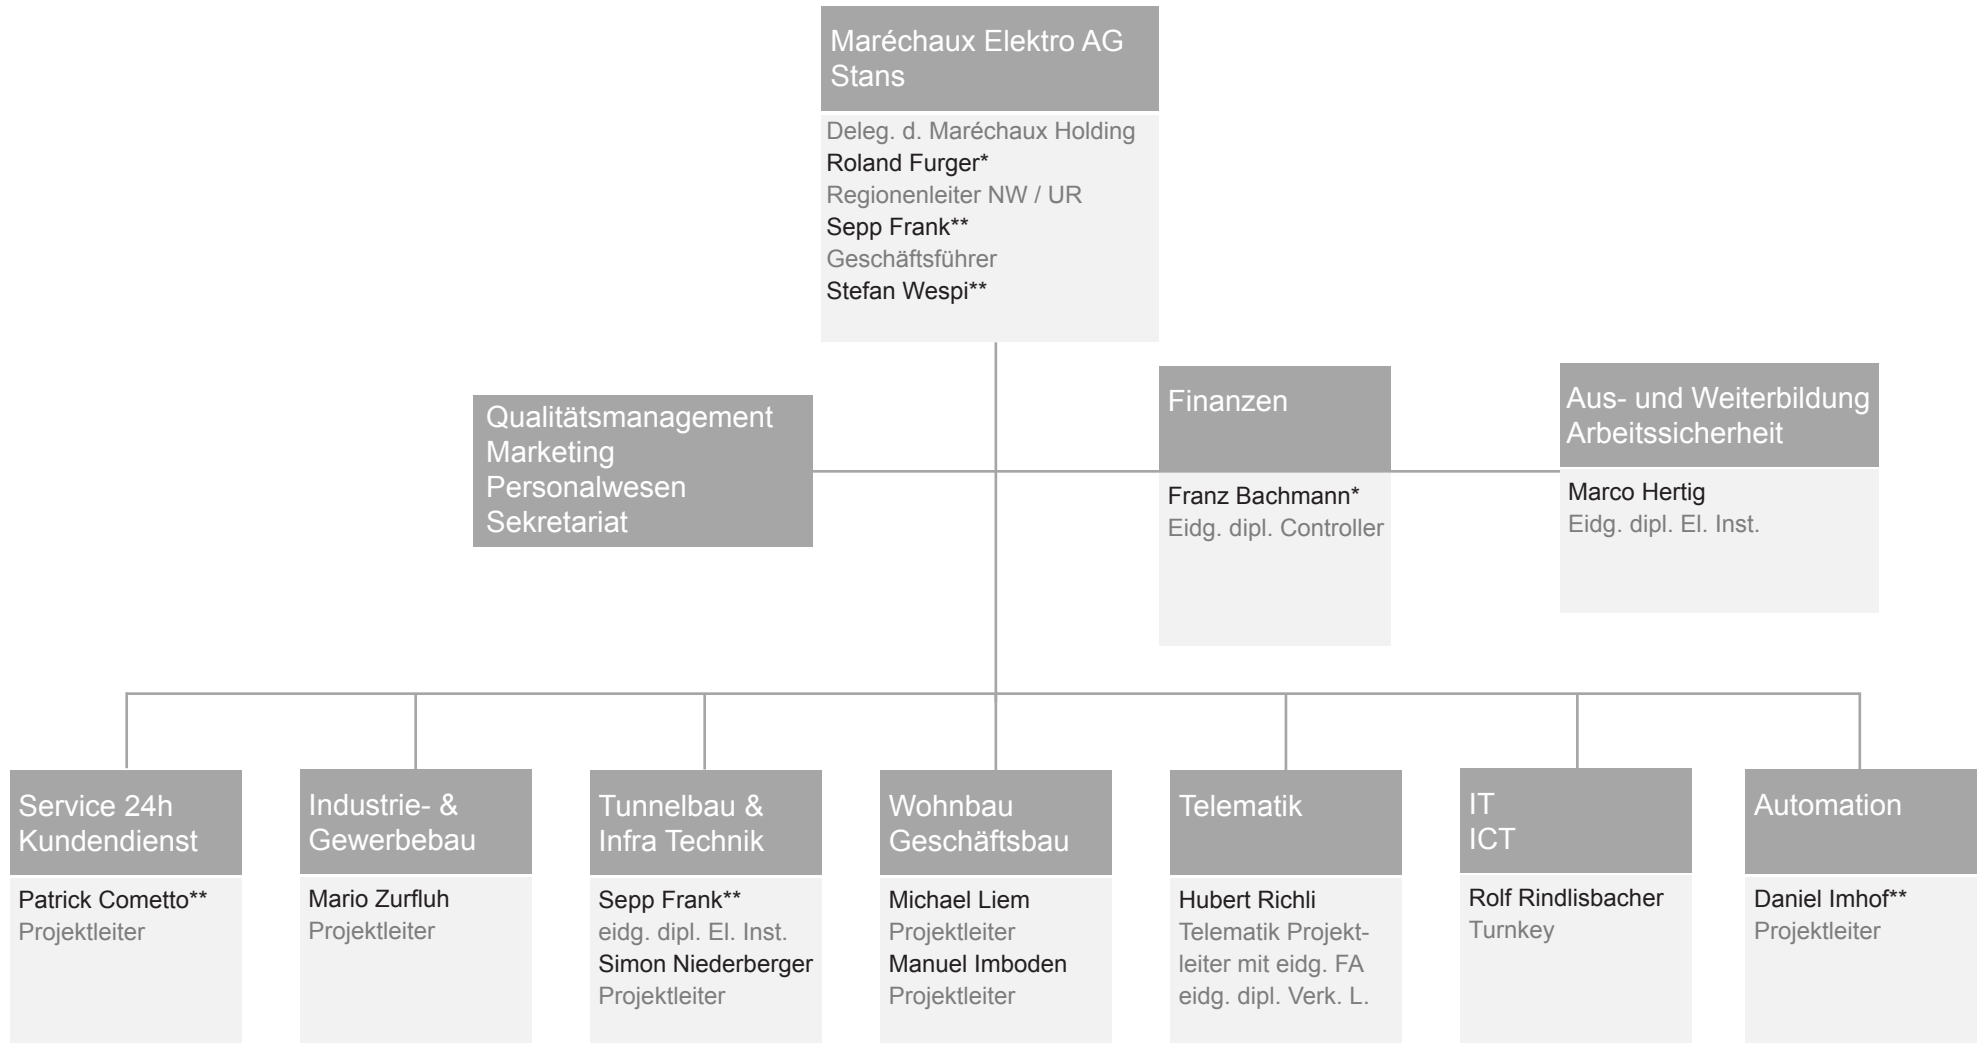 Maréchaux Elektro AG
Stans
Deleg. d. Maréchaux Holding
Roland Furger*
Regionenleiter NW / UR
Sepp Frank**
Geschäftsführer
Stefan Wespi**
Qualitätsmanagement
Marketing
Personalwesen
Sekretariat
Finanzen
Franz Bachmann*
Eidg. dipl. Controller
Aus- und Weiterbildung
Arbeitssicherheit
Marco Hertig
Eidg. dipl. El. Inst.
Service 24h
Kundendienst
Patrick Cometto**
Projektleiter
Industrie- &
Gewerbebau
Mario Zurfluh
Projektleiter
Tunnelbau &
Infra Technik
Sepp Frank**
eidg. dipl. El. Inst.
Simon Niederberger
Projektleiter
Wohnbau
Geschäftsbau
Michael Liem
Projektleiter
Manuel Imboden
Projektleiter
Telematik
Hubert Richli
Telematik Projekt-
leiter mit eidg. FA
eidg. dipl. Verk. L.
IT
ICT
Rolf Rindlisbacher
Turnkey
Automation
Daniel Imhof**
Projektleiter